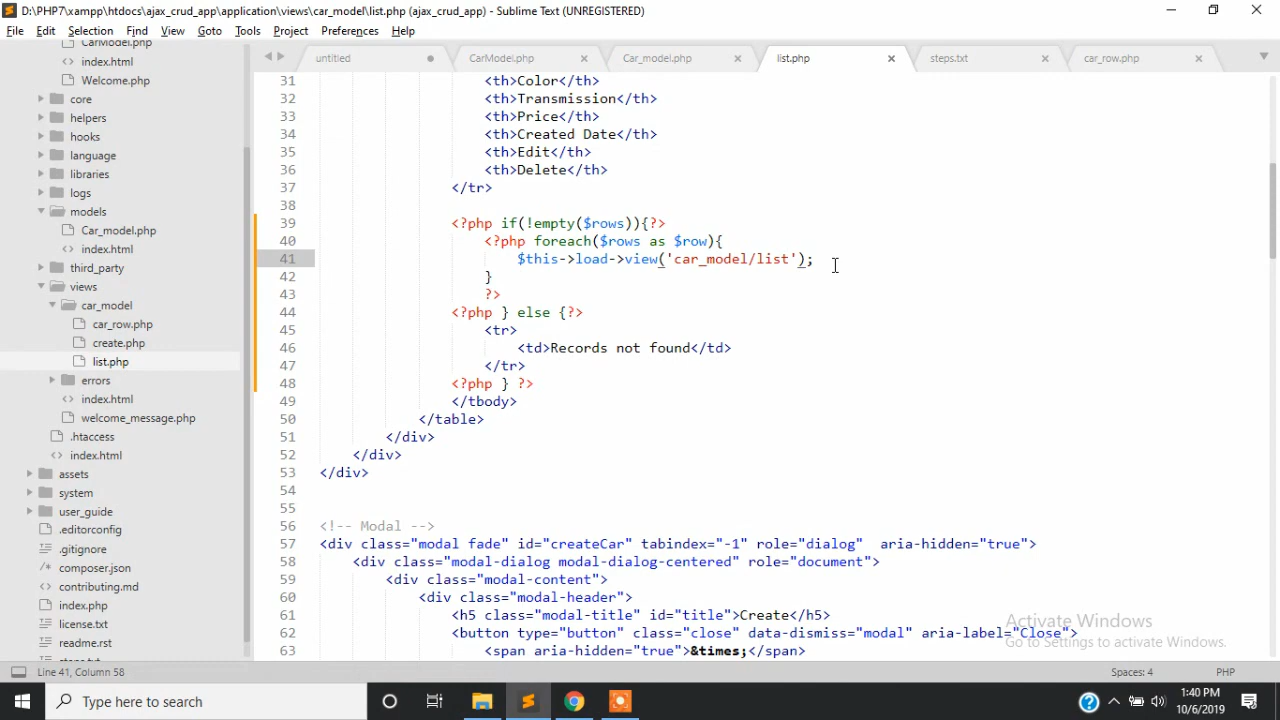 D:\PHP7\xampp\htdocs\ajax_crud_app\application\views\car_model\list.php (ajax_crud_app) - Sublime Text (UNREGISTERED)
File Edit Selection Find View Goto Tools Project Preferences Help
untitled CarModel.php Car_model.php list.php steps.txt car_row.php
CarModel.php
index.html
Welcome.php
core
helpers
hooks
language
libraries
logs
models
Car_model.php
index.html
third_party
views
car_model
car_row.php
create.php
list.php
errors
index.html
welcome_message.php
.htaccess
index.html
assets
system
user_guide
.editorconfig
.gitignore
composer.json
contributing.md
index.php
license.txt
readme.rst
steps.txt
31 <th>Color</th>
32 <th>Transmission</th>
33 <th>Price</th>
34 <th>Created Date</th>
35 <th>Edit</th>
36 <th>Delete</th>
37 </tr>
38
39 <?php if(!empty($rows)){?>
40 <?php foreach($rows as $row){
41 $this->load->view('car_model/list');
42 }
43 ?>
44 <?php } else {?>
45 <tr>
46 <td>Records not found</td>
47 </tr>
48 <?php } ?>
49 </tbody>
50 </table>
51 </div>
52 </div>
53 </div>
54
55
56 <!-- Modal -->
57 <div class="modal fade" id="createCar" tabindex="-1" role="dialog"  aria-hidden="true">
58 <div class="modal-dialog modal-dialog-centered" role="document">
59 <div class="modal-content">
60 <div class="modal-header">
61 <h5 class="modal-title" id="title">Create</h5>
62 <button type="button" class="close" data-dismiss="modal" aria-label="Close">
63 <span aria-hidden="true">&times;</span>
Activate Windows
Go to Settings to activate Windows.
Line 41, Column 58 Spaces: 4 PHP
Type here to search
1:40 PM
10/6/2019